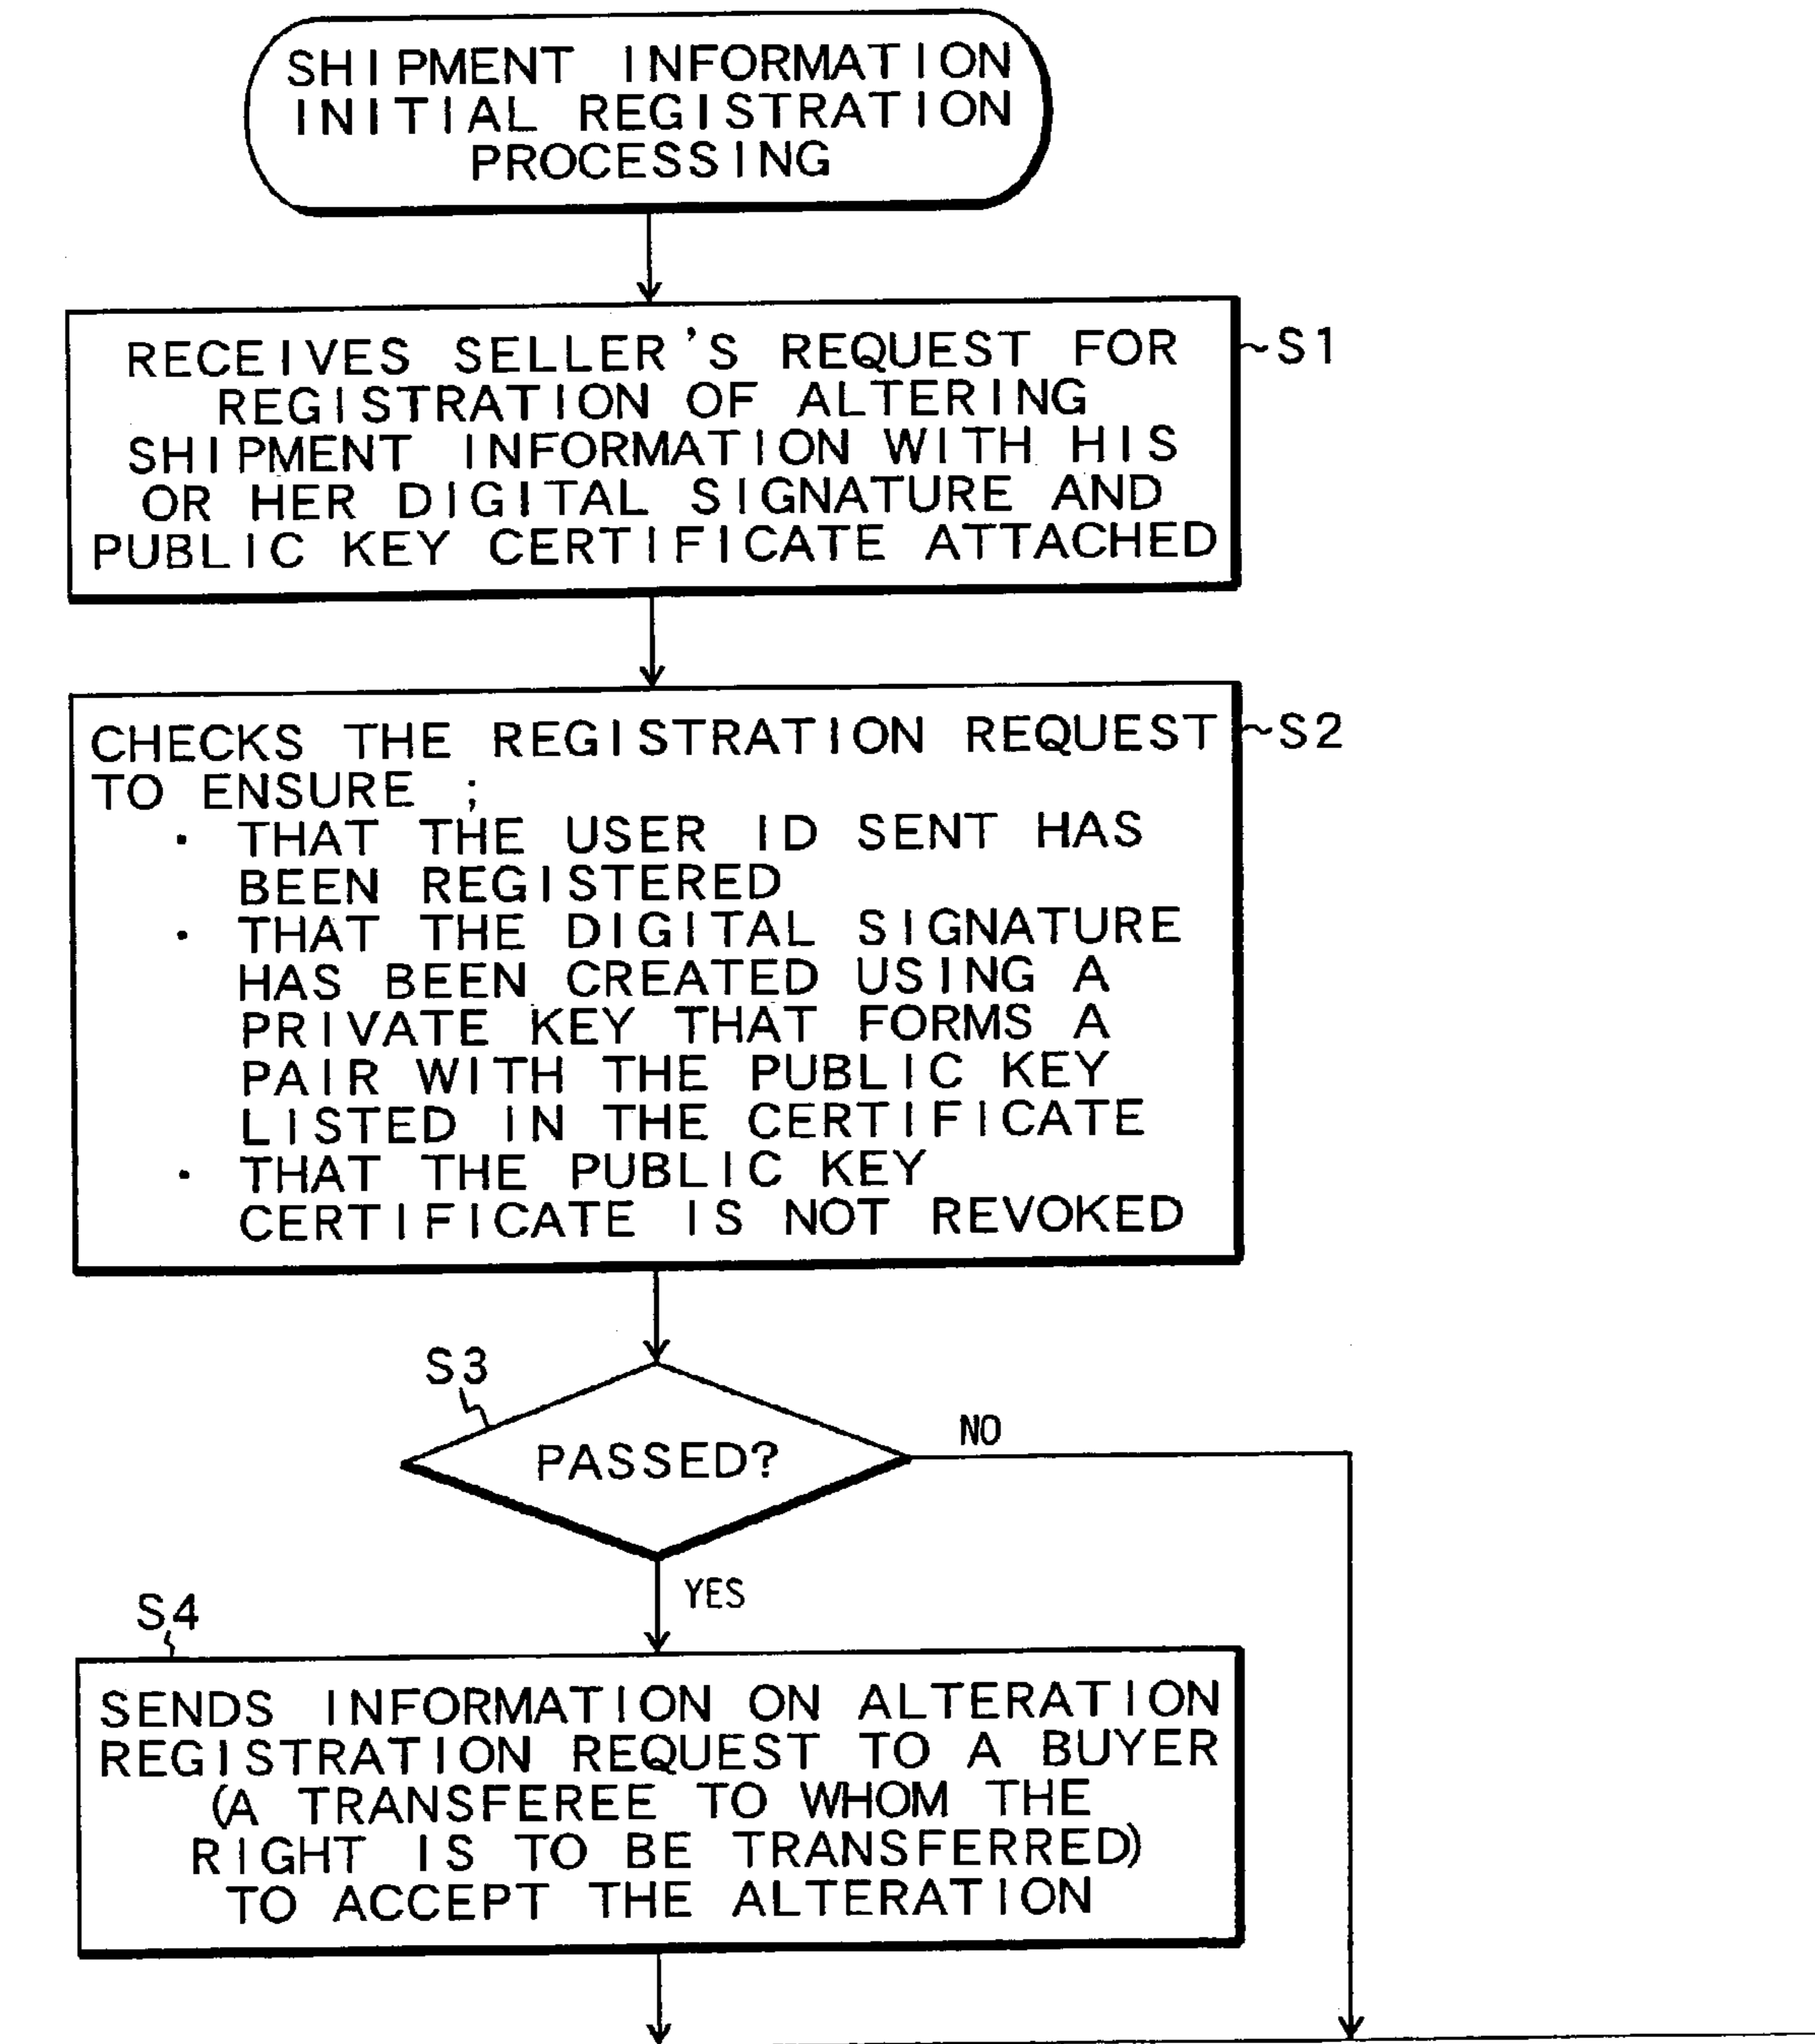 SHIPMENT INFORMATION
INITIAL REGISTRATION
PROCESSING
RECEIVES SELLER'S REQUEST FOR
REGISTRATION OF ALTERING
SHIPMENT INFORMATION WITH HIS
OR HER DIGITAL SIGNATURE AND
PUBLIC KEY CERTIFICATE ATTACHED
~S1
CHECKS THE REGISTRATION REQUEST
TO ENSURE ;
~S2
· THAT THE USER ID SENT HAS
BEEN REGISTERED
· THAT THE DIGITAL SIGNATURE
HAS BEEN CREATED USING A
PRIVATE KEY THAT FORMS A
PAIR WITH THE PUBLIC KEY
LISTED IN THE CERTIFICATE
· THAT THE PUBLIC KEY
CERTIFICATE IS NOT REVOKED
S3
PASSED?
NO
YES
S4
SENDS INFORMATION ON ALTERATION
REGISTRATION REQUEST TO A BUYER
(A TRANSFEREE TO WHOM THE
RIGHT IS TO BE TRANSFERRED)
TO ACCEPT THE ALTERATION